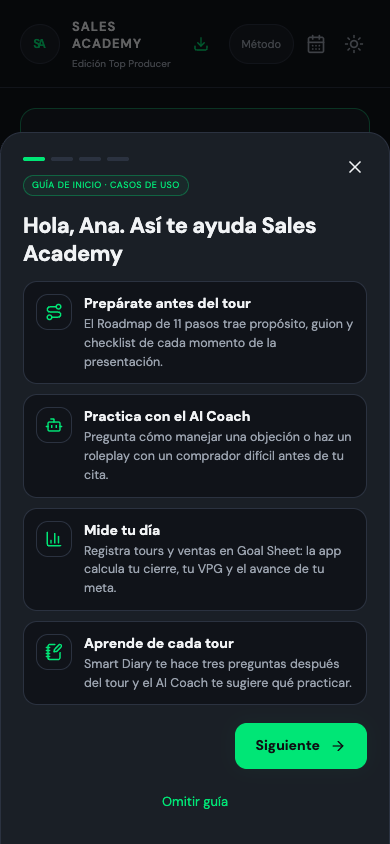 SA
SALES
ACADEMY
Edición Top Producer
Método
GUÍA DE INICIO · CASOS DE USO
Hola, Ana. Así te ayuda Sales
Academy
Prepárate antes del tour
El Roadmap de 11 pasos trae propósito, guion y
checklist de cada momento de la
presentación.
Practica con el AI Coach
Pregunta cómo manejar una objeción o haz un
roleplay con un comprador difícil antes de tu
cita.
Mide tu día
Registra tours y ventas en Goal Sheet: la app
calcula tu cierre, tu VPG y el avance de tu
meta.
Aprende de cada tour
Smart Diary te hace tres preguntas después
del tour y el AI Coach te sugiere qué practicar.
Siguiente
Omitir guía